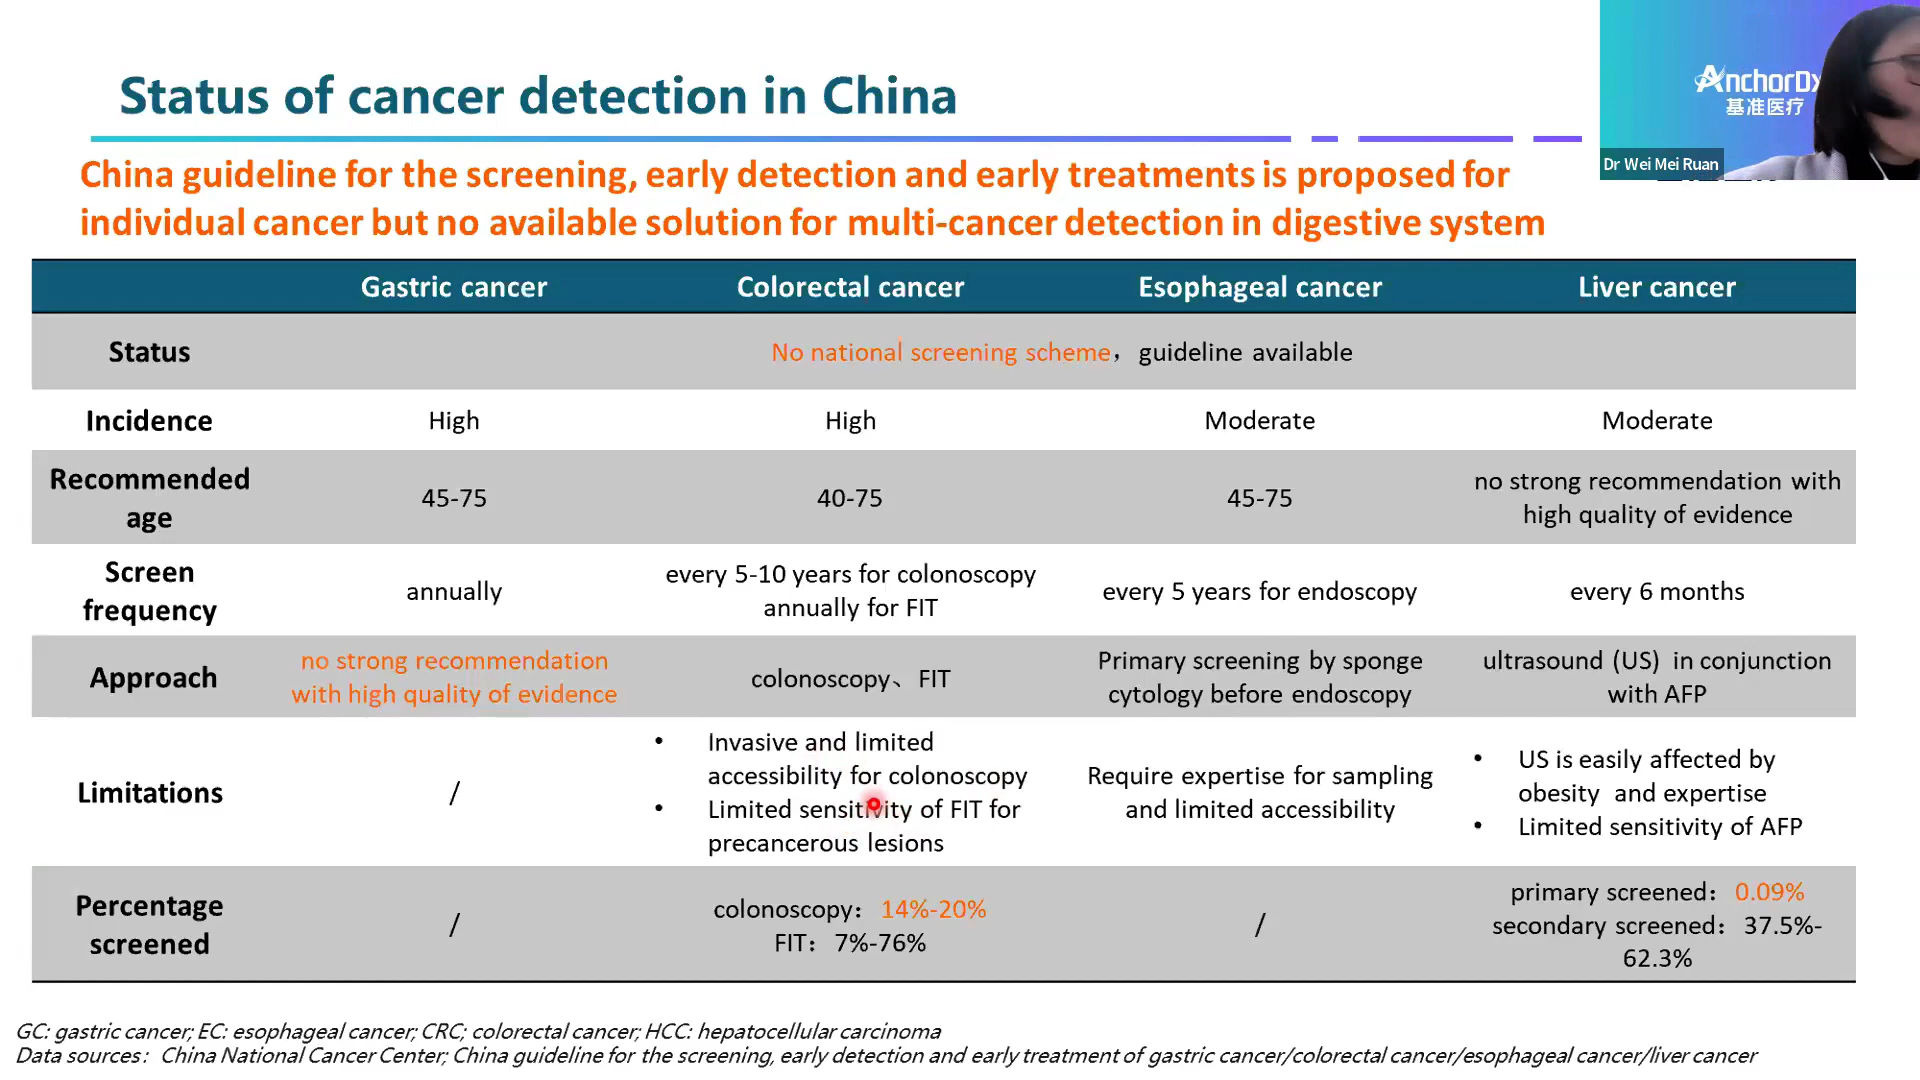 Status of cancer detection in China
AnchorDx
基准医疗
Dr Wei Mei Ruan
China guideline for the screening, early detection and early treatments is proposed for
individual cancer but no available solution for multi-cancer detection in digestive system
Gastric cancer
Colorectal cancer
Esophageal cancer
Liver cancer
Status
No national screening scheme，guideline available
Incidence
High
High
Moderate
Moderate
Recommended
age
45-75
40-75
45-75
no strong recommendation with
high quality of evidence
Screen
frequency
annually
every 5-10 years for colonoscopy
annually for FIT
every 5 years for endoscopy
every 6 months
Approach
no strong recommendation
with high quality of evidence
colonoscopy、FIT
Primary screening by sponge
cytology before endoscopy
ultrasound (US) in conjunction
with AFP
Limitations
/
• Invasive and limited
accessibility for colonoscopy
• Limited sensitivity of FIT for
precancerous lesions
Require expertise for sampling
and limited accessibility
• US is easily affected by
obesity and expertise
• Limited sensitivity of AFP
Percentage
screened
/
colonoscopy：14%-20%
FIT：7%-76%
/
primary screened：0.09%
secondary screened：37.5%-
62.3%
GC: gastric cancer; EC: esophageal cancer; CRC; colorectal cancer; HCC: hepatocellular carcinoma
Data sources：China National Cancer Center; China guideline for the screening, early detection and early treatment of gastric cancer/colorectal cancer/esophageal cancer/liver cancer